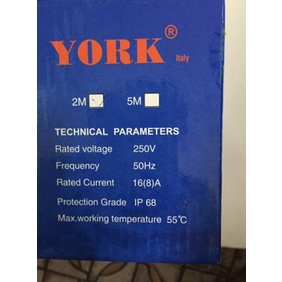 YORK®
italy
2M 5M
TECHNICAL PARAMETERS
Rated voltage 250V
Frequency 50Hz
Rated Current 16(8)A
Protection Grade IP 68
Max.working temperature 55℃